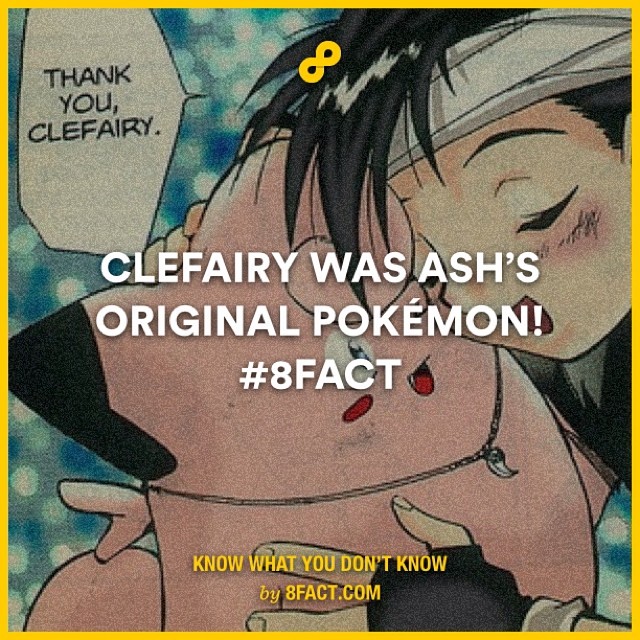 THANK
YOU,
CLEFAIRY.
CLEFAIRY WAS ASH’S
ORIGINAL POKÉMON!
#8FACT
KNOW WHAT YOU DON’T KNOW
by 8FACT.COM